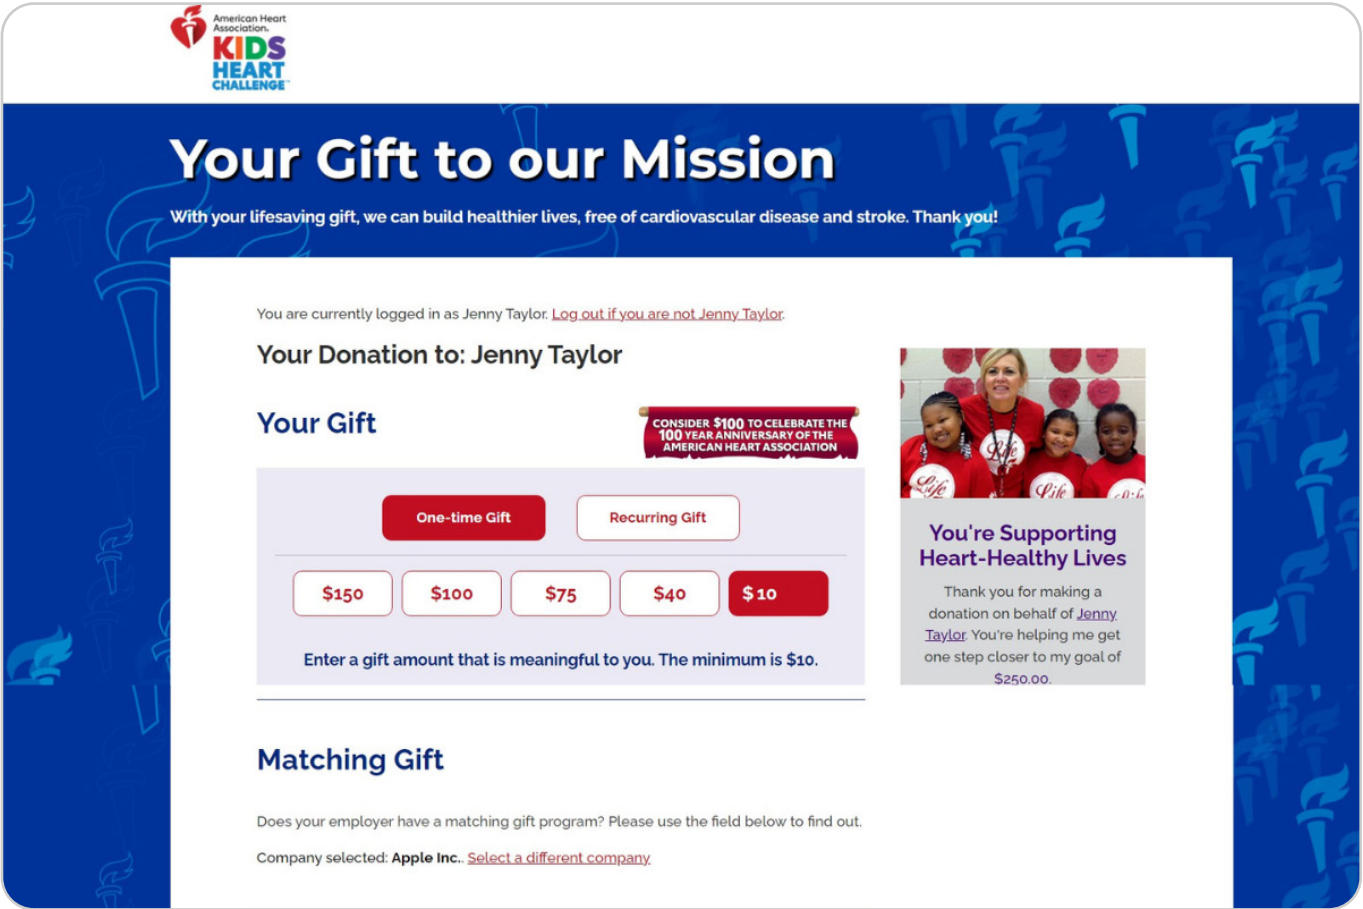 American Heart
Association.
KIDS
HEART
CHALLENGE™
Your Gift to our Mission
With your lifesaving gift, we can build healthier lives, free of cardiovascular disease and stroke. Thank you!
You are currently logged in as Jenny Taylor. Log out if you are not Jenny Taylor.
Your Donation to: Jenny Taylor
Your Gift
CONSIDER $100 TO CELEBRATE THE
100 YEAR ANNIVERSARY OF THE
AMERICAN HEART ASSOCIATION
One-time Gift
Recurring Gift
$150
$100
$75
$40
$ 10
Enter a gift amount that is meaningful to you. The minimum is $10.
Life
Life
Life
You're Supporting
Heart-Healthy Lives
Thank you for making a
donation on behalf of Jenny
Taylor. You're helping me get
one step closer to my goal of
$250.00.
Matching Gift
Does your employer have a matching gift program? Please use the field below to find out.
Company selected: Apple Inc.. Select a different company